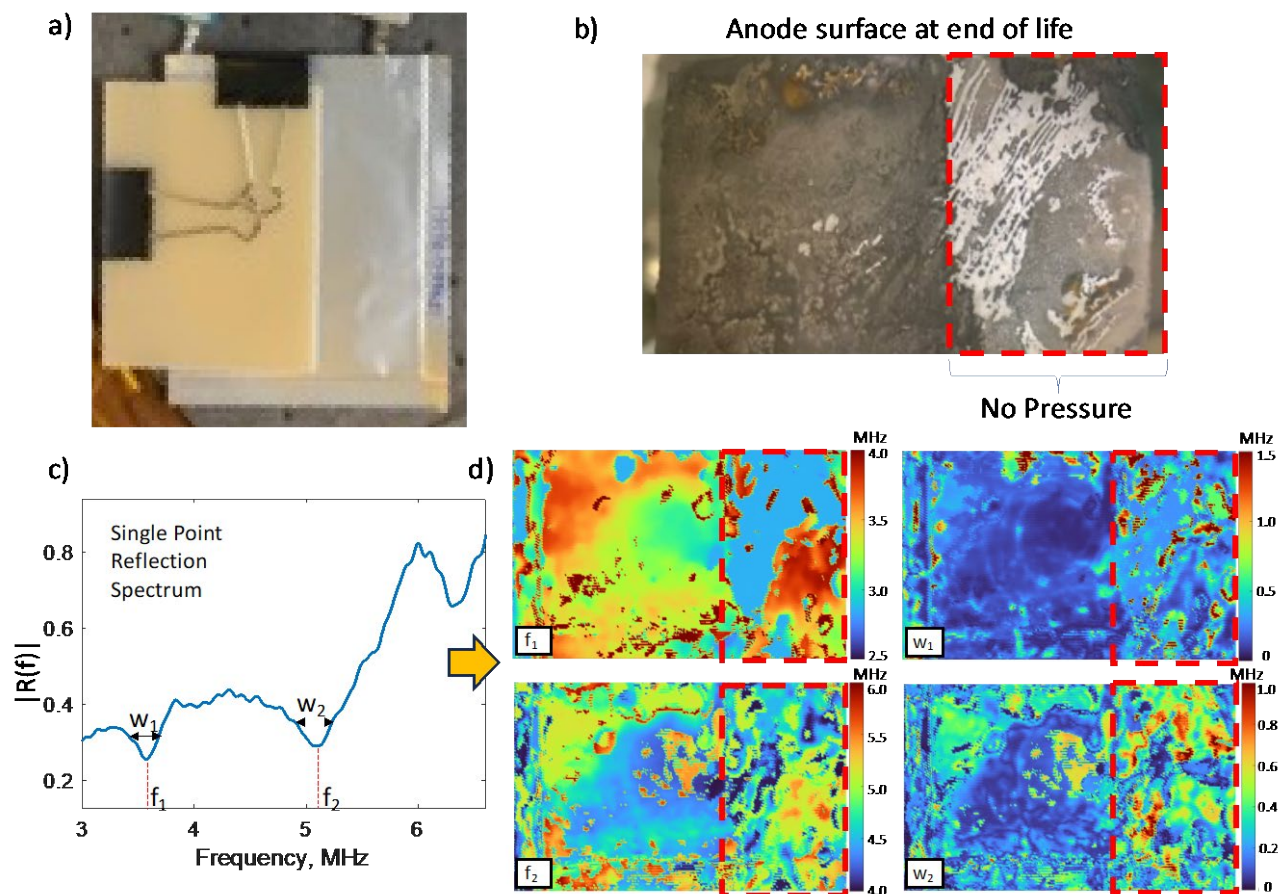 a)
b)
Anode surface at end of life
No Pressure
c)
Single Point
Reflection
Spectrum
0.8
0.6
0.4
0.2
|R(f)|
w1
w2
f1
f2
3
4
5
6
Frequency, MHz
d)
MHz
4.0
3.5
3.0
2.5
f1
MHz
1.5
1.0
0.5
0
w1
MHz
6.0
5.5
5.0
4.5
4.0
f2
MHz
1.0
0.8
0.6
0.4
0.2
0
w2